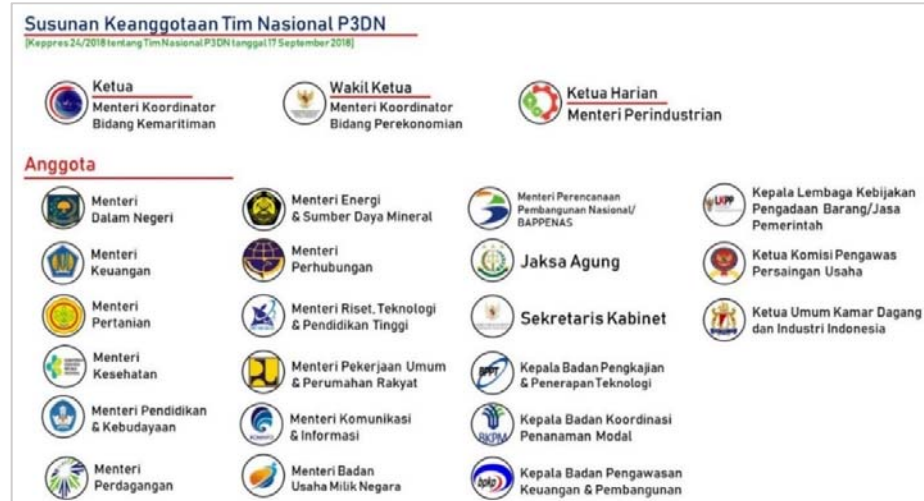 Susunan Keanggotaan Tim Nasional P3DN
[Keppres 24/2018 tentang Tim Nasional P3DN tanggal 17 September 2018]
Ketua
Menteri Koordinator
Bidang Kemaritiman
Wakil Ketua
Menteri Koordinator
Bidang Perekonomian
Ketua Harian
Menteri Perindustrian
Anggota
Menteri
Dalam Negeri
Menteri
Keuangan
Menteri
Pertanian
Menteri
Kesehatan
Menteri Pendidikan
& Kebudayaan
Menteri
Perdagangan
Menteri Energi
& Sumber Daya Mineral
Menteri
Perhubungan
Menteri Riset, Teknologi
& Pendidikan Tinggi
Menteri Pekerjaan Umum
& Perumahan Rakyat
KOMINFO
Menteri Komunikasi
& Informasi
Menteri Badan
Usaha Milik Negara
Menteri Perencanaan
Pembangunan Nasional/
BAPPENAS
Jaksa Agung
Sekretaris Kabinet
BPPT
Kepala Badan Pengkajian
& Penerapan Teknologi
BKPM
Kepala Badan Koordinasi
Penanaman Modal
bpkp
Kepala Badan Pengawasan
Keuangan & Pembangunan
LKPP
Kepala Lembaga Kebijakan
Pengadaan Barang/Jasa
Pemerintah
Ketua Komisi Pengawas
Persaingan Usaha
Ketua Umum Kamar Dagang
dan Industri Indonesia